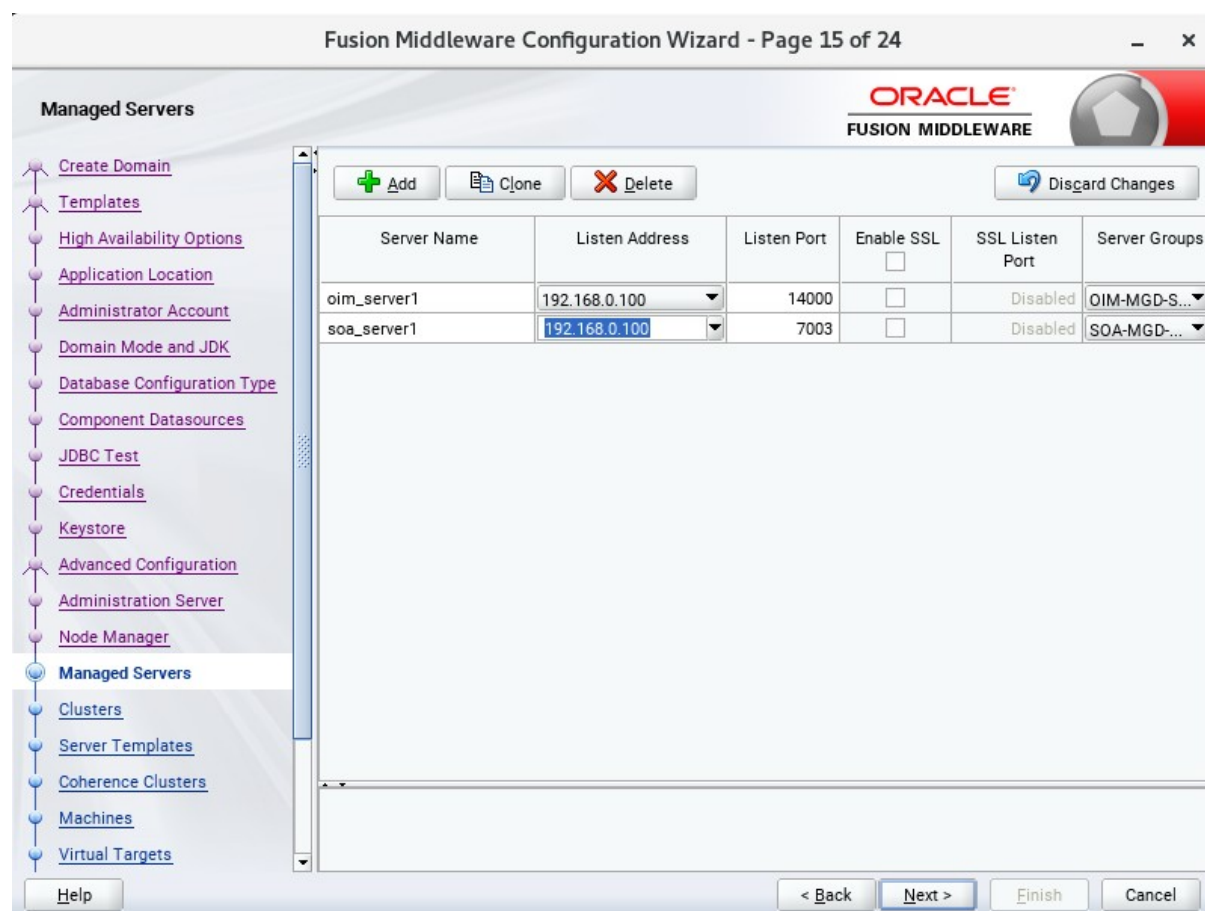 Fusion Middleware Configuration Wizard - Page 15 of 24
Managed Servers
ORACLE
FUSION MIDDLEWARE
Create Domain
Templates
High Availability Options
Application Location
Administrator Account
Domain Mode and JDK
Database Configuration Type
Component Datasources
JDBC Test
Credentials
Keystore
Advanced Configuration
Administration Server
Node Manager
Managed Servers
Clusters
Server Templates
Coherence Clusters
Machines
Virtual Targets
Add Clone Delete Discard Changes
Server Name Listen Address Listen Port Enable SSL SSL Listen Port Server Groups
oim_server1 192.168.0.100 14000 Disabled OIM-MGD-S...
soa_server1 192.168.0.100 7003 Disabled SOA-MGD-...
Help < Back Next > Finish Cancel